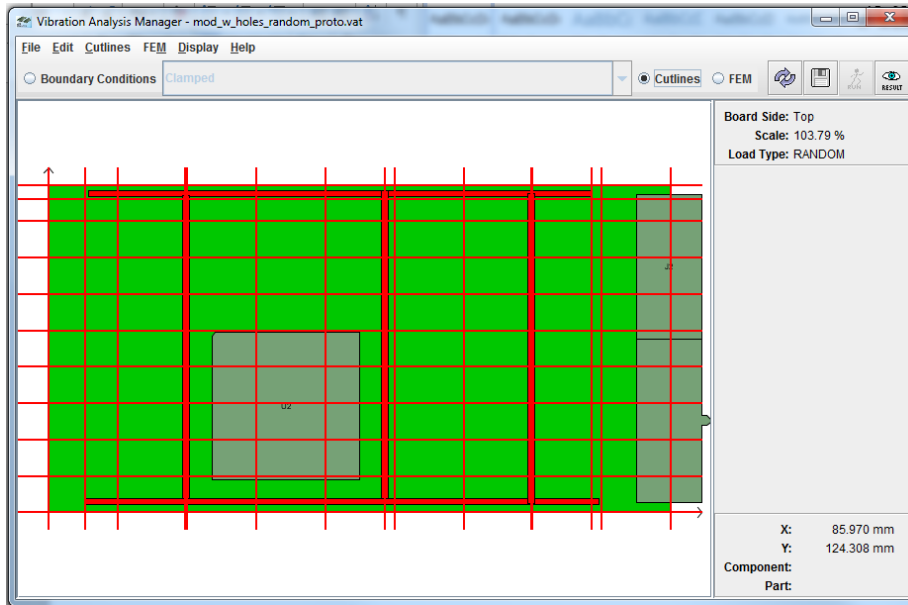 Vibration Analysis Manager - mod_w_holes_random_proto.vat
File Edit Cutlines FEM Display Help
Boundary Conditions Clamped Cutlines FEM RUN RESULT
Board Side: Top
Scale: 103.79 %
Load Type: RANDOM
J2
U2
X: 85.970 mm
Y: 124.308 mm
Component:
Part: